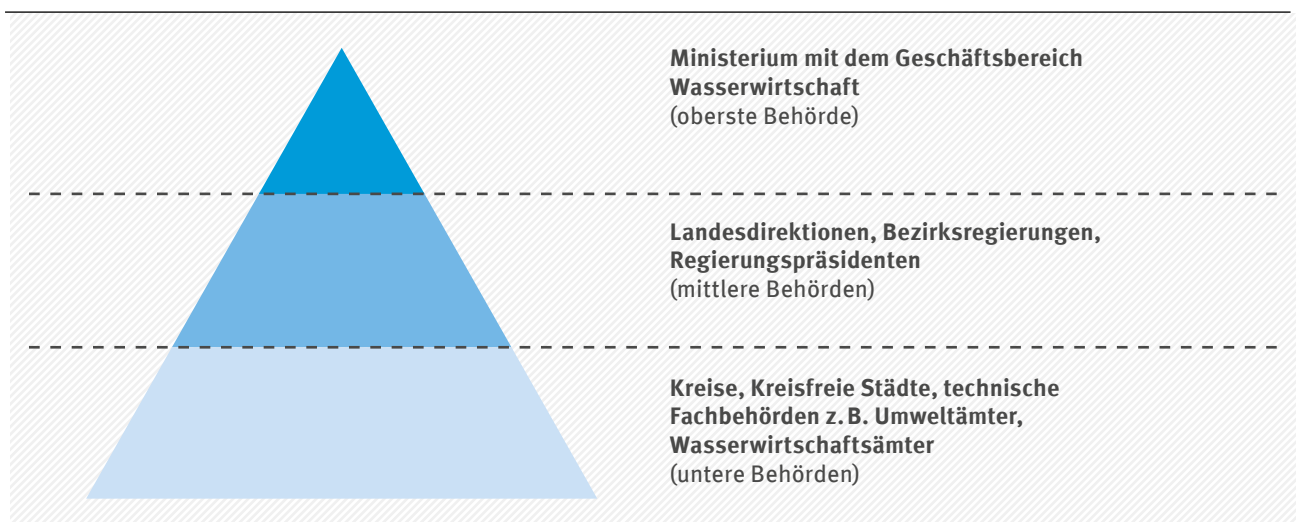 Ministerium mit dem Geschäftsbereich
Wasserwirtschaft
(oberste Behörde)
Landesdirektionen, Bezirksregierungen,
Regierungspräsidenten
(mittlere Behörden)
Kreise, Kreisfreie Städte, technische
Fachbehörden z. B. Umweltämter,
Wasserwirtschaftsämter
(untere Behörden)